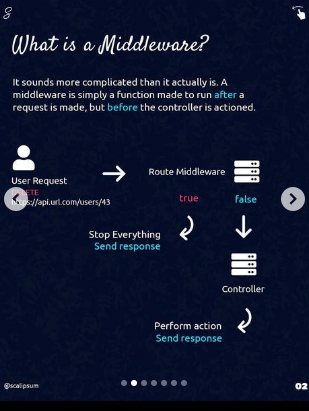 What is a Middleware?
It sounds more complicated than it actually is. A
middleware is simply a function made to run after a
request is made, but before the controller is actioned.
User Request
https://api.url.com/users/43
Route Middleware
true
false
Stop Everything
Send response
Controller
Perform action
Send response
@scalipsum
02